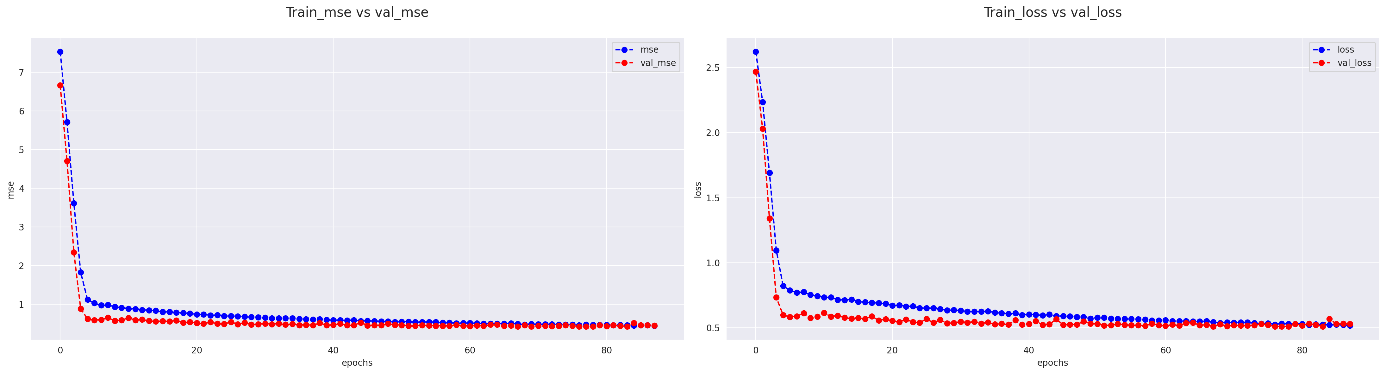 Train_mse vs val_mse
mse
val_mse
7
6
5
4
3
2
1
mse
0
20
40
60
80
epochs
Train_loss vs val_loss
loss
val_loss
2.5
2.0
1.5
1.0
0.5
loss
0
20
40
60
80
epochs